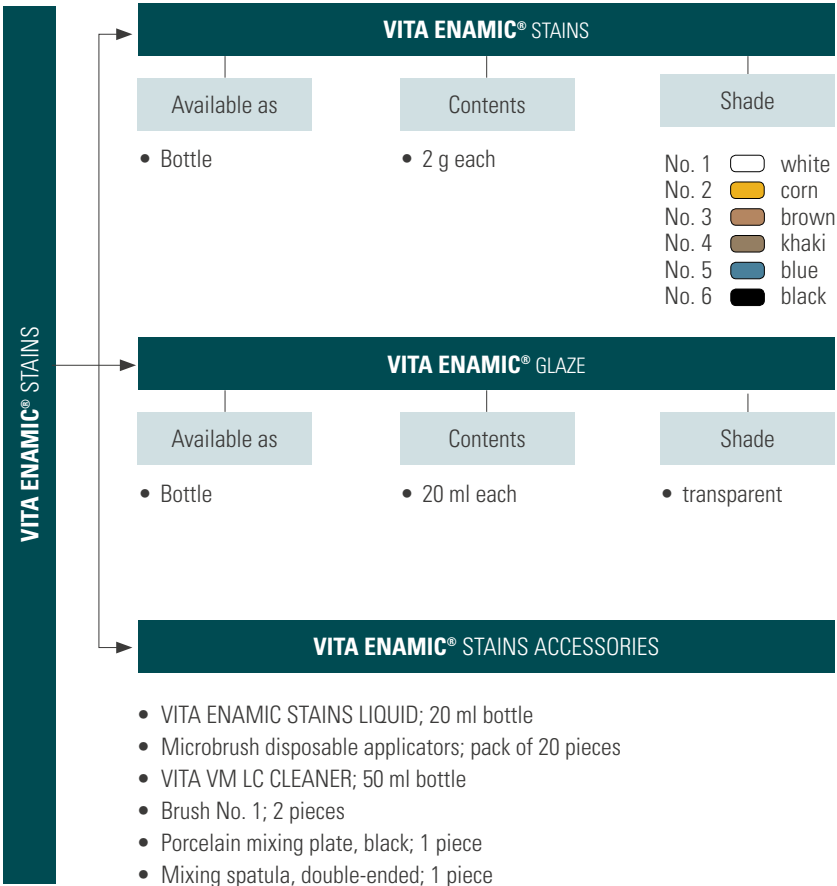 VITA ENAMIC® STAINS
VITA ENAMIC® STAINS
Available as
Contents
Shade
• Bottle
• 2 g each
No. 1 white
No. 2 corn
No. 3 brown
No. 4 khaki
No. 5 blue
No. 6 black
VITA ENAMIC® GLAZE
Available as
Contents
Shade
• Bottle
• 20 ml each
• transparent
VITA ENAMIC® STAINS ACCESSORIES
• VITA ENAMIC STAINS LIQUID; 20 ml bottle
• Microbrush disposable applicators; pack of 20 pieces
• VITA VM LC CLEANER; 50 ml bottle
• Brush No. 1; 2 pieces
• Porcelain mixing plate, black; 1 piece
• Mixing spatula, double-ended; 1 piece